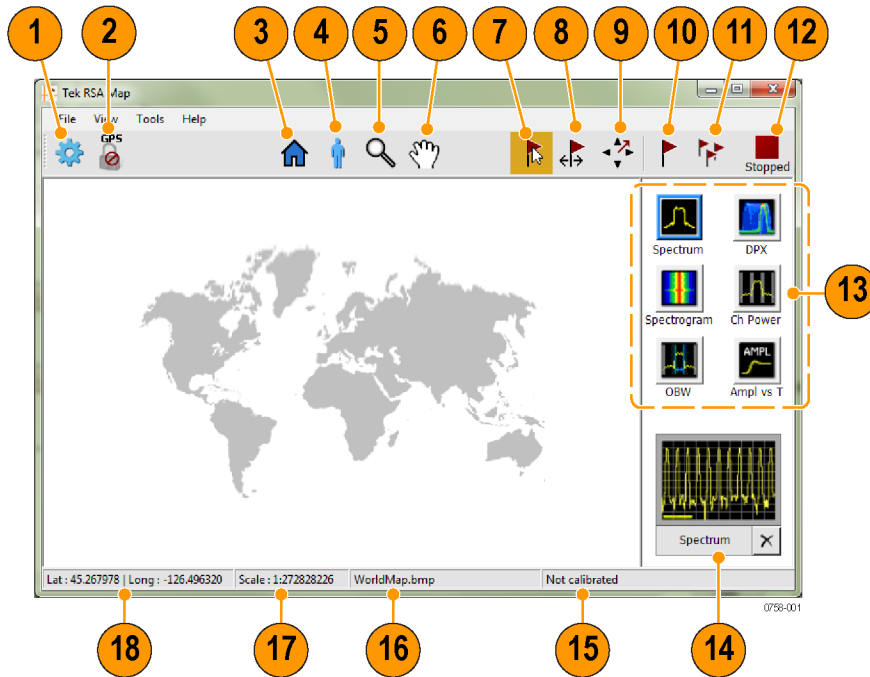 1 2 3 4 5 6 7 8 9 10 11 12
Tek RSA Map
File View Tools Help
GPS
Stopped
Spectrum DPX
13
Spectrogram Ch Power
AMPL
OBW Ampl vs T
Spectrum
Lat : 45.267978 | Long : -126.496320 Scale : 1:272828226 WorldMap.bmp Not calibrated
0758-001
18 17 16 15 14